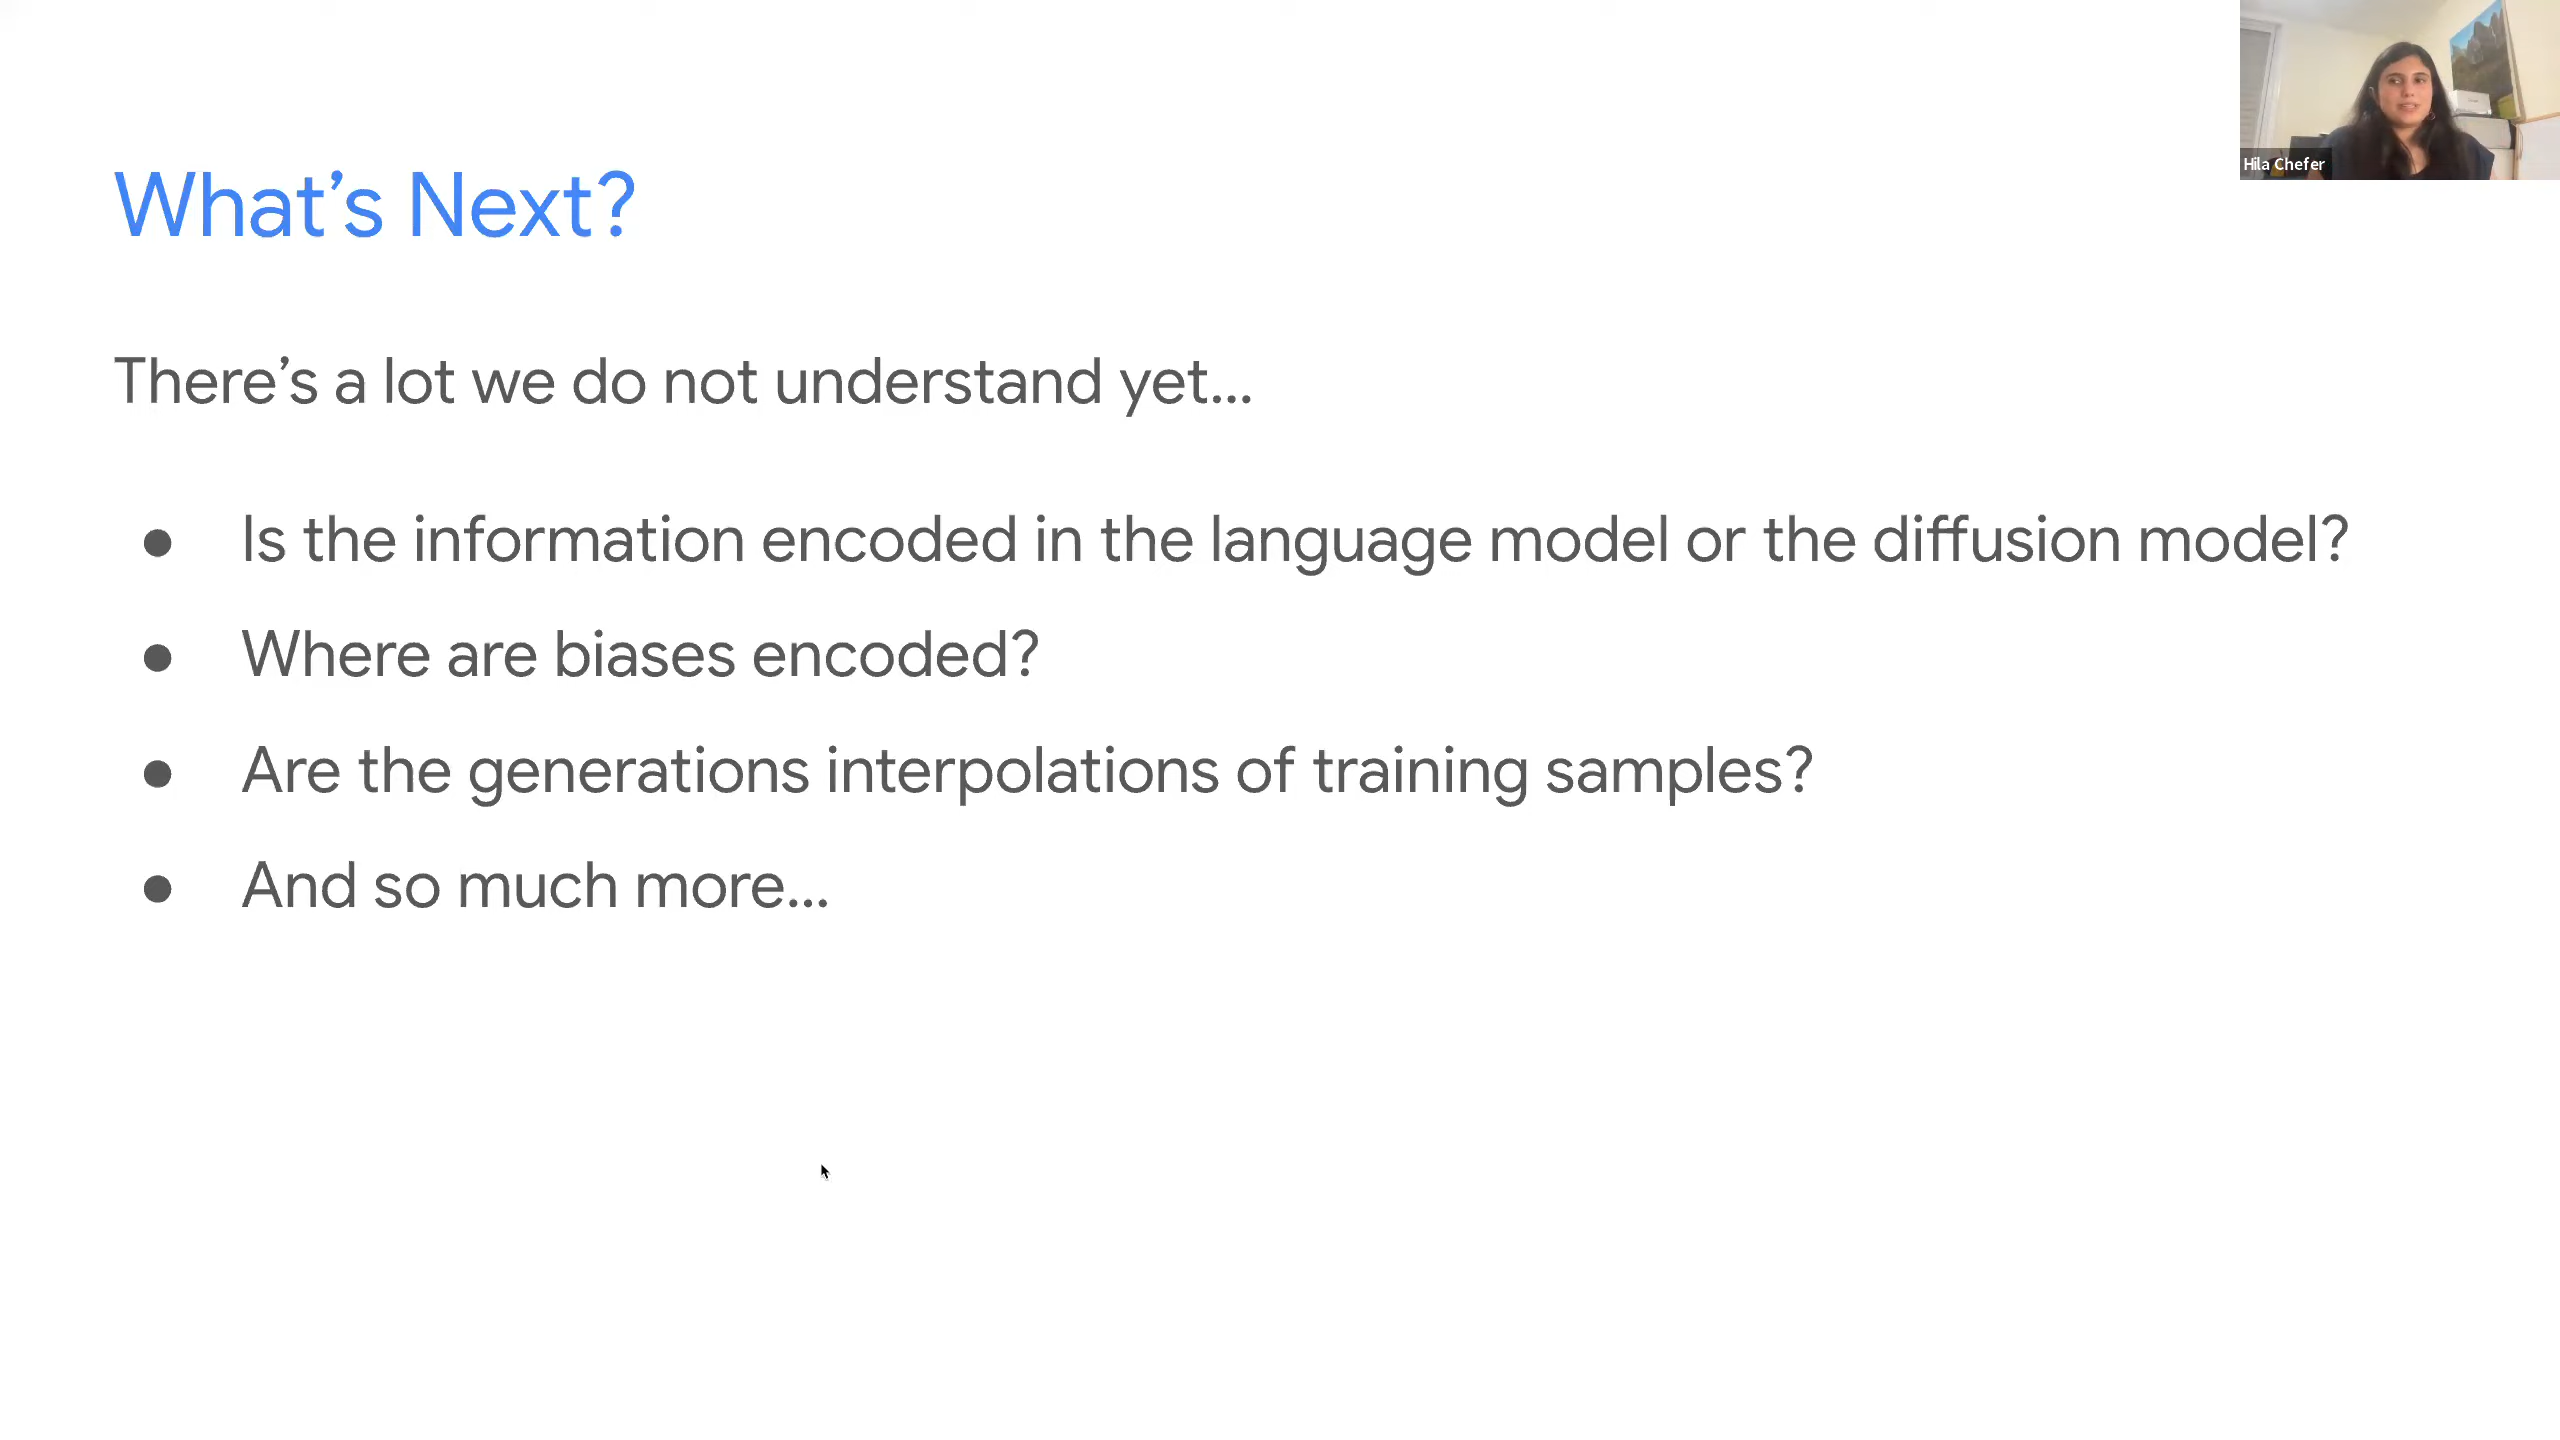 Hila Chefer
What’s Next?
There’s a lot we do not understand yet...
● Is the information encoded in the language model or the diffusion model?
● Where are biases encoded?
● Are the generations interpolations of training samples?
● And so much more...